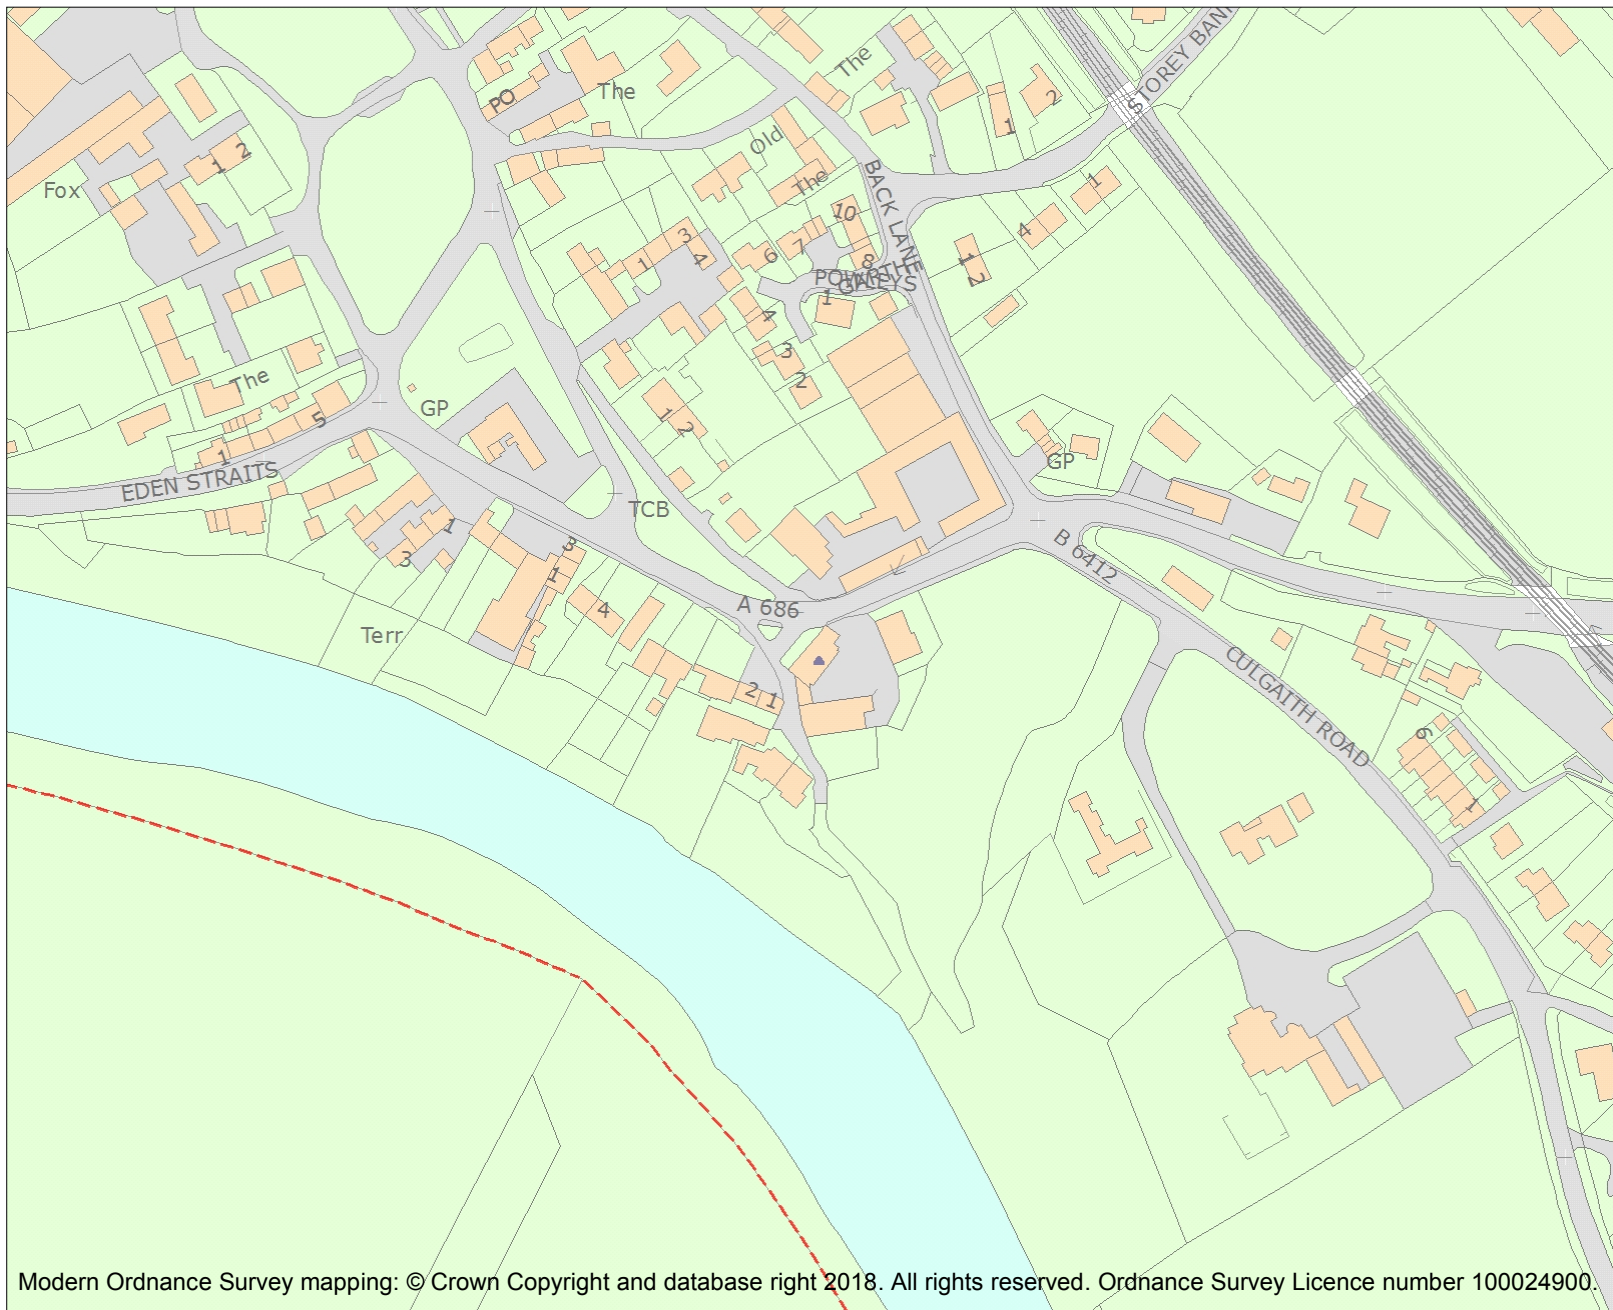 STOREY BANK
The
The
PO
2
1
1 2
Fox
Old
The
BACK LANE
1
10
4
3
1
4
6
7
8
1 2
POWARTHE
GALEYS
1
4
3
2
The
5
1
GP
1 2
EDEN STRAITS
GP
TCB
1
3
3
1
4
B 6412
A 686
Terr
2 1
CULGAITH ROAD
6
1
Modern Ordnance Survey mapping: © Crown Copyright and database right 2018. All rights reserved. Ordnance Survey Licence number 100024900.